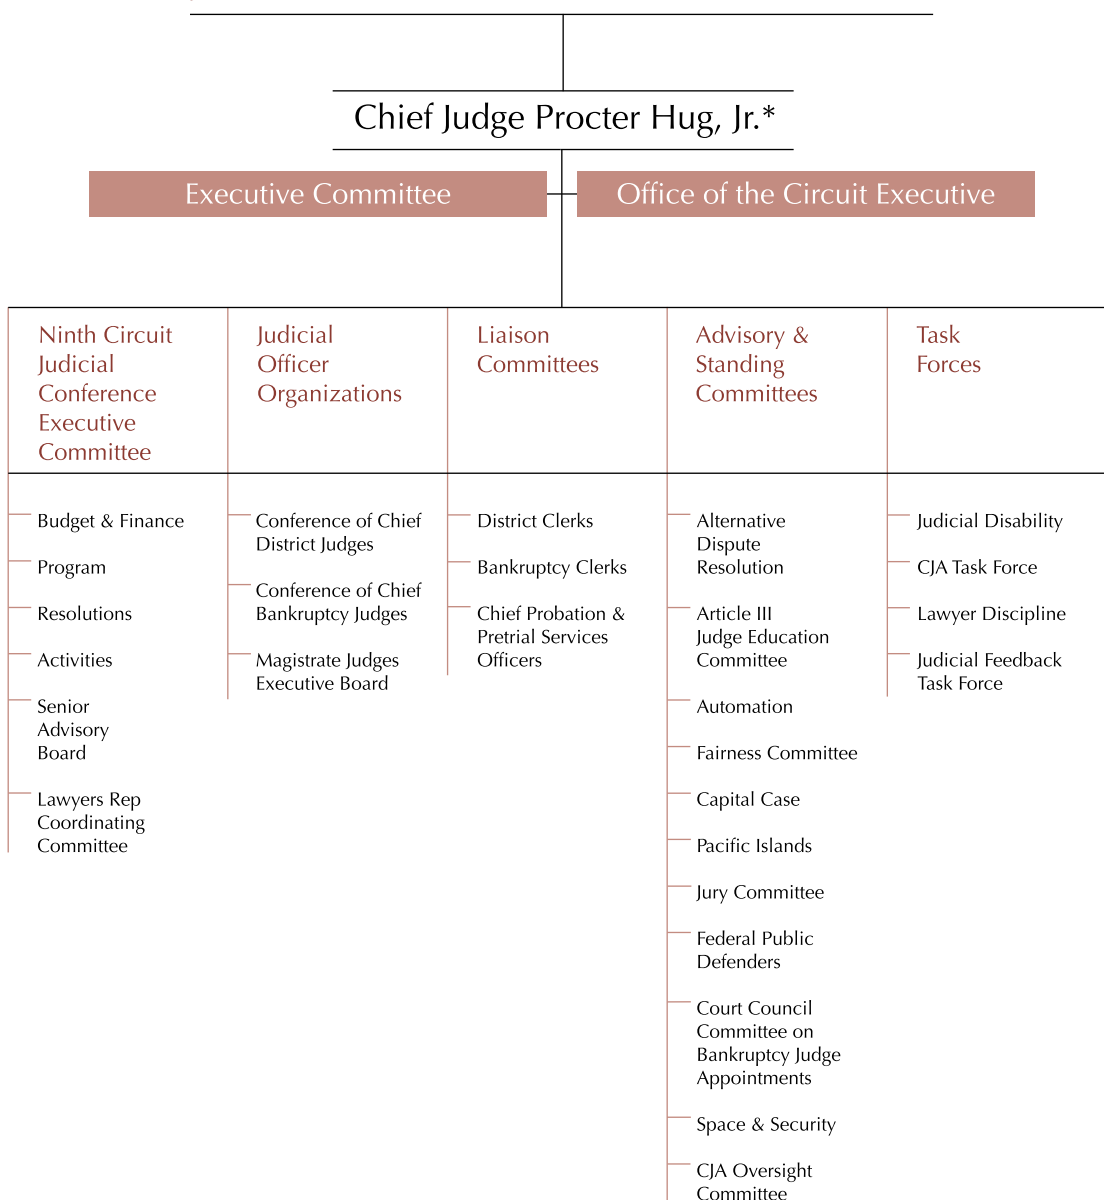 Chief Judge Procter Hug, Jr.*
Executive Committee
Office of the Circuit Executive
Ninth Circuit
Judicial
Conference
Executive
Committee
Judicial
Officer
Organizations
Liaison
Committees
Advisory &
Standing
Committees
Task
Forces
Budget & Finance
Program
Resolutions
Activities
Senior
Advisory
Board
Lawyers Rep
Coordinating
Committee
Conference of Chief
District Judges
Conference of Chief
Bankruptcy Judges
Magistrate Judges
Executive Board
District Clerks
Bankruptcy Clerks
Chief Probation &
Pretrial Services
Officers
Alternative
Dispute
Resolution
Article III
Judge Education
Committee
Automation
Fairness Committee
Capital Case
Pacific Islands
Jury Committee
Federal Public
Defenders
Court Council
Committee on
Bankruptcy Judge
Appointments
Space & Security
CJA Oversight
Committee
Judicial Disability
CJA Task Force
Lawyer Discipline
Judicial Feedback
Task Force